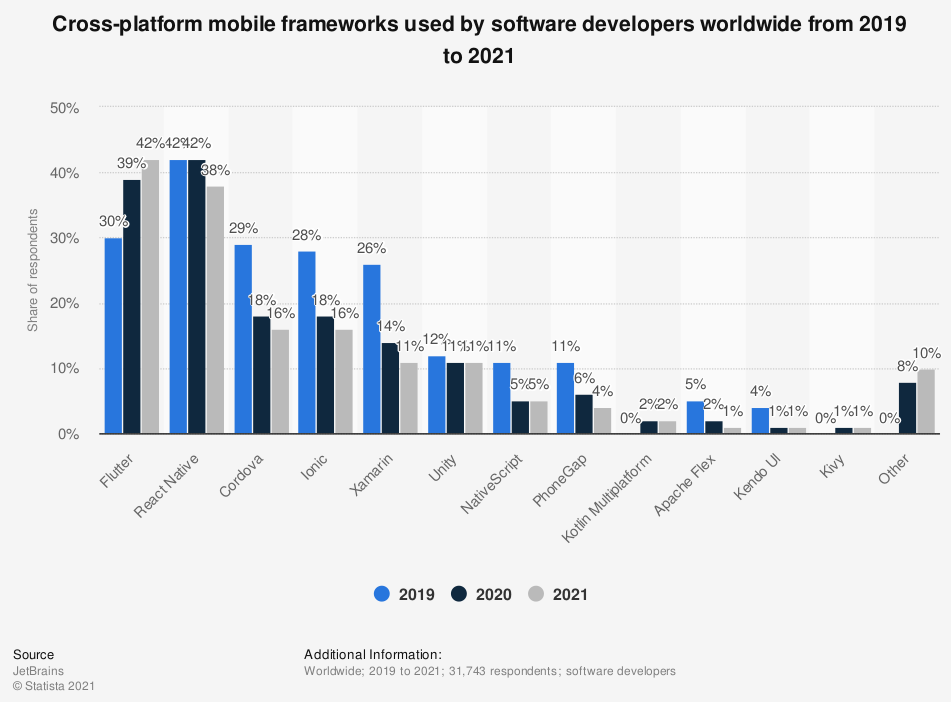 Cross-platform mobile frameworks used by software developers worldwide from 2019
to 2021
50%
40%
30%
20%
10%
0%
Share of respondents
30%
39%
42%
42%
42%
38%
29%
18%
16%
28%
18%
16%
26%
14%
11%
12%
11%
11%
11%
5%
5%
11%
6%
4%
0%
2%
2%
5%
2%
1%
4%
1%
1%
0%
1%
1%
0%
8%
10%
Flutter
React Native
Cordova
Ionic
Xamarin
Unity
NativeScript
PhoneGap
Kotlin Multiplatform
Apache Flex
Kendo UI
Kivy
Other
2019 2020 2021
Source
JetBrains
© Statista 2021
Additional Information:
Worldwide; 2019 to 2021; 31,743 respondents; software developers